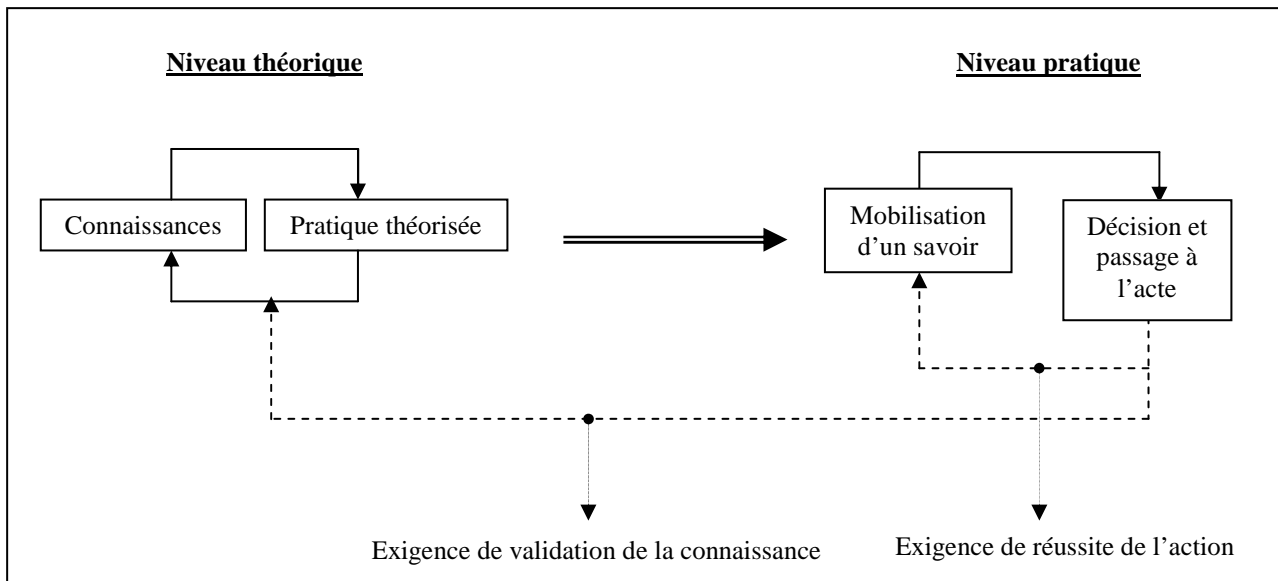 Niveau théorique
Niveau pratique
Connaissances
Pratique théorisée
Mobilisation
d’un savoir
Décision et
passage à
l’acte
Exigence de validation de la connaissance
Exigence de réussite de l’action